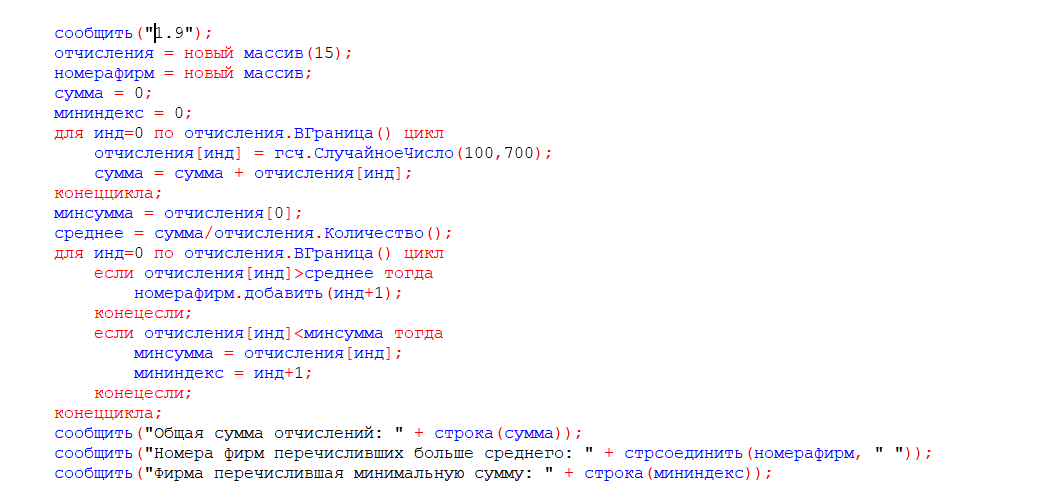 сообщить("1.9");
отчисления = новый массив(15);
номерафирм = новый массив;
сумма = 0;
мининдекс = 0;
для инд=0 по отчисления.ВГраница() цикл
    отчисления[инд] = гсч.СлучайноеЧисло(100,700);
    сумма = сумма + отчисления[инд];
конеццикла;
минсумма = отчисления[0];
среднее = сумма/отчисления.Количество();
для инд=0 по отчисления.ВГраница() цикл
    если отчисления[инд]>среднее тогда
        номерафирм.добавить(инд+1);
    конецесли;
    если отчисления[инд]<минсумма тогда
        минсумма = отчисления[инд];
        мининдекс = инд+1;
    конецесли;
конеццикла;
сообщить("Общая сумма отчислений: " + строка(сумма));
сообщить("Номера фирм перечисливших больше среднего: " + стрсоединить(номерафирм, " "));
сообщить("Фирма перечислившая минимальную сумму: " + строка(мининдекс));